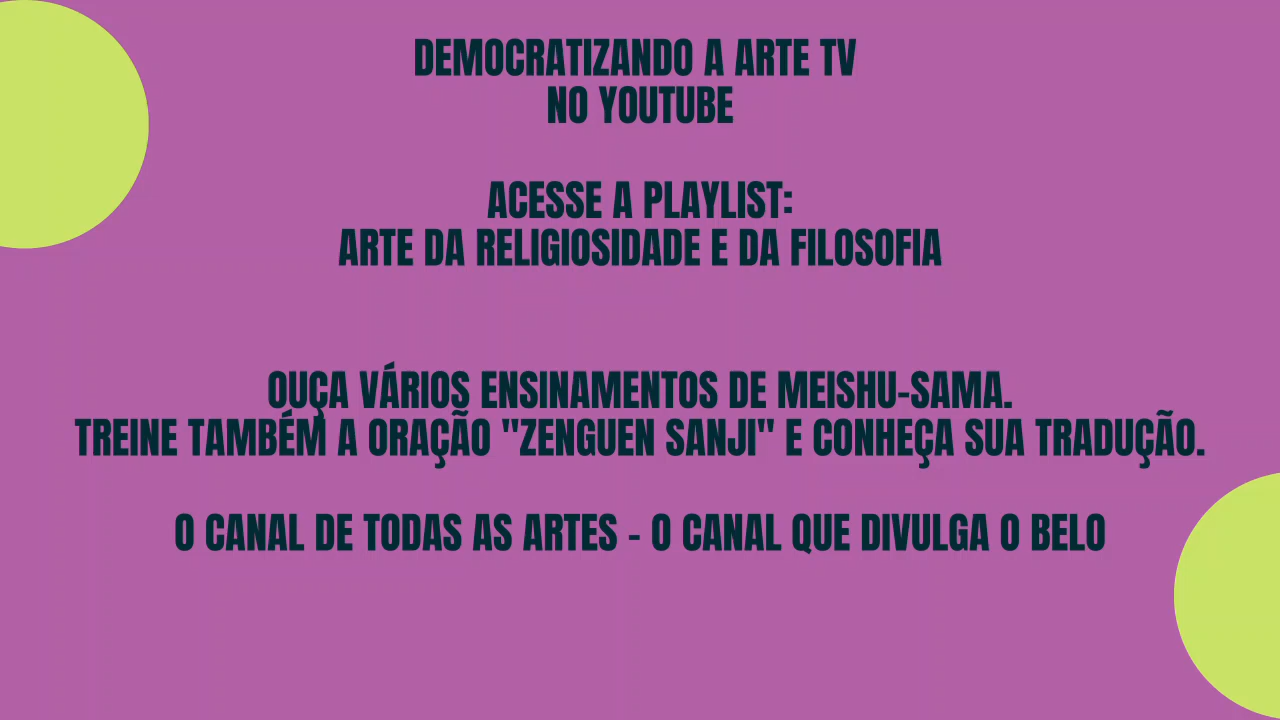 DEMOCRATIZANDO A ARTE TV
NO YOUTUBE
ACESSE A PLAYLIST:
ARTE DA RELIGIOSIDADE E DA FILOSOFIA
OUÇA VÁRIOS ENSINAMENTOS DE MEISHU-SAMA.
TREINE TAMBÉM A ORAÇÃO "ZENGUEN SANJI" E CONHEÇA SUA TRADUÇÃO.
O CANAL DE TODAS AS ARTES - O CANAL QUE DIVULGA O BELO